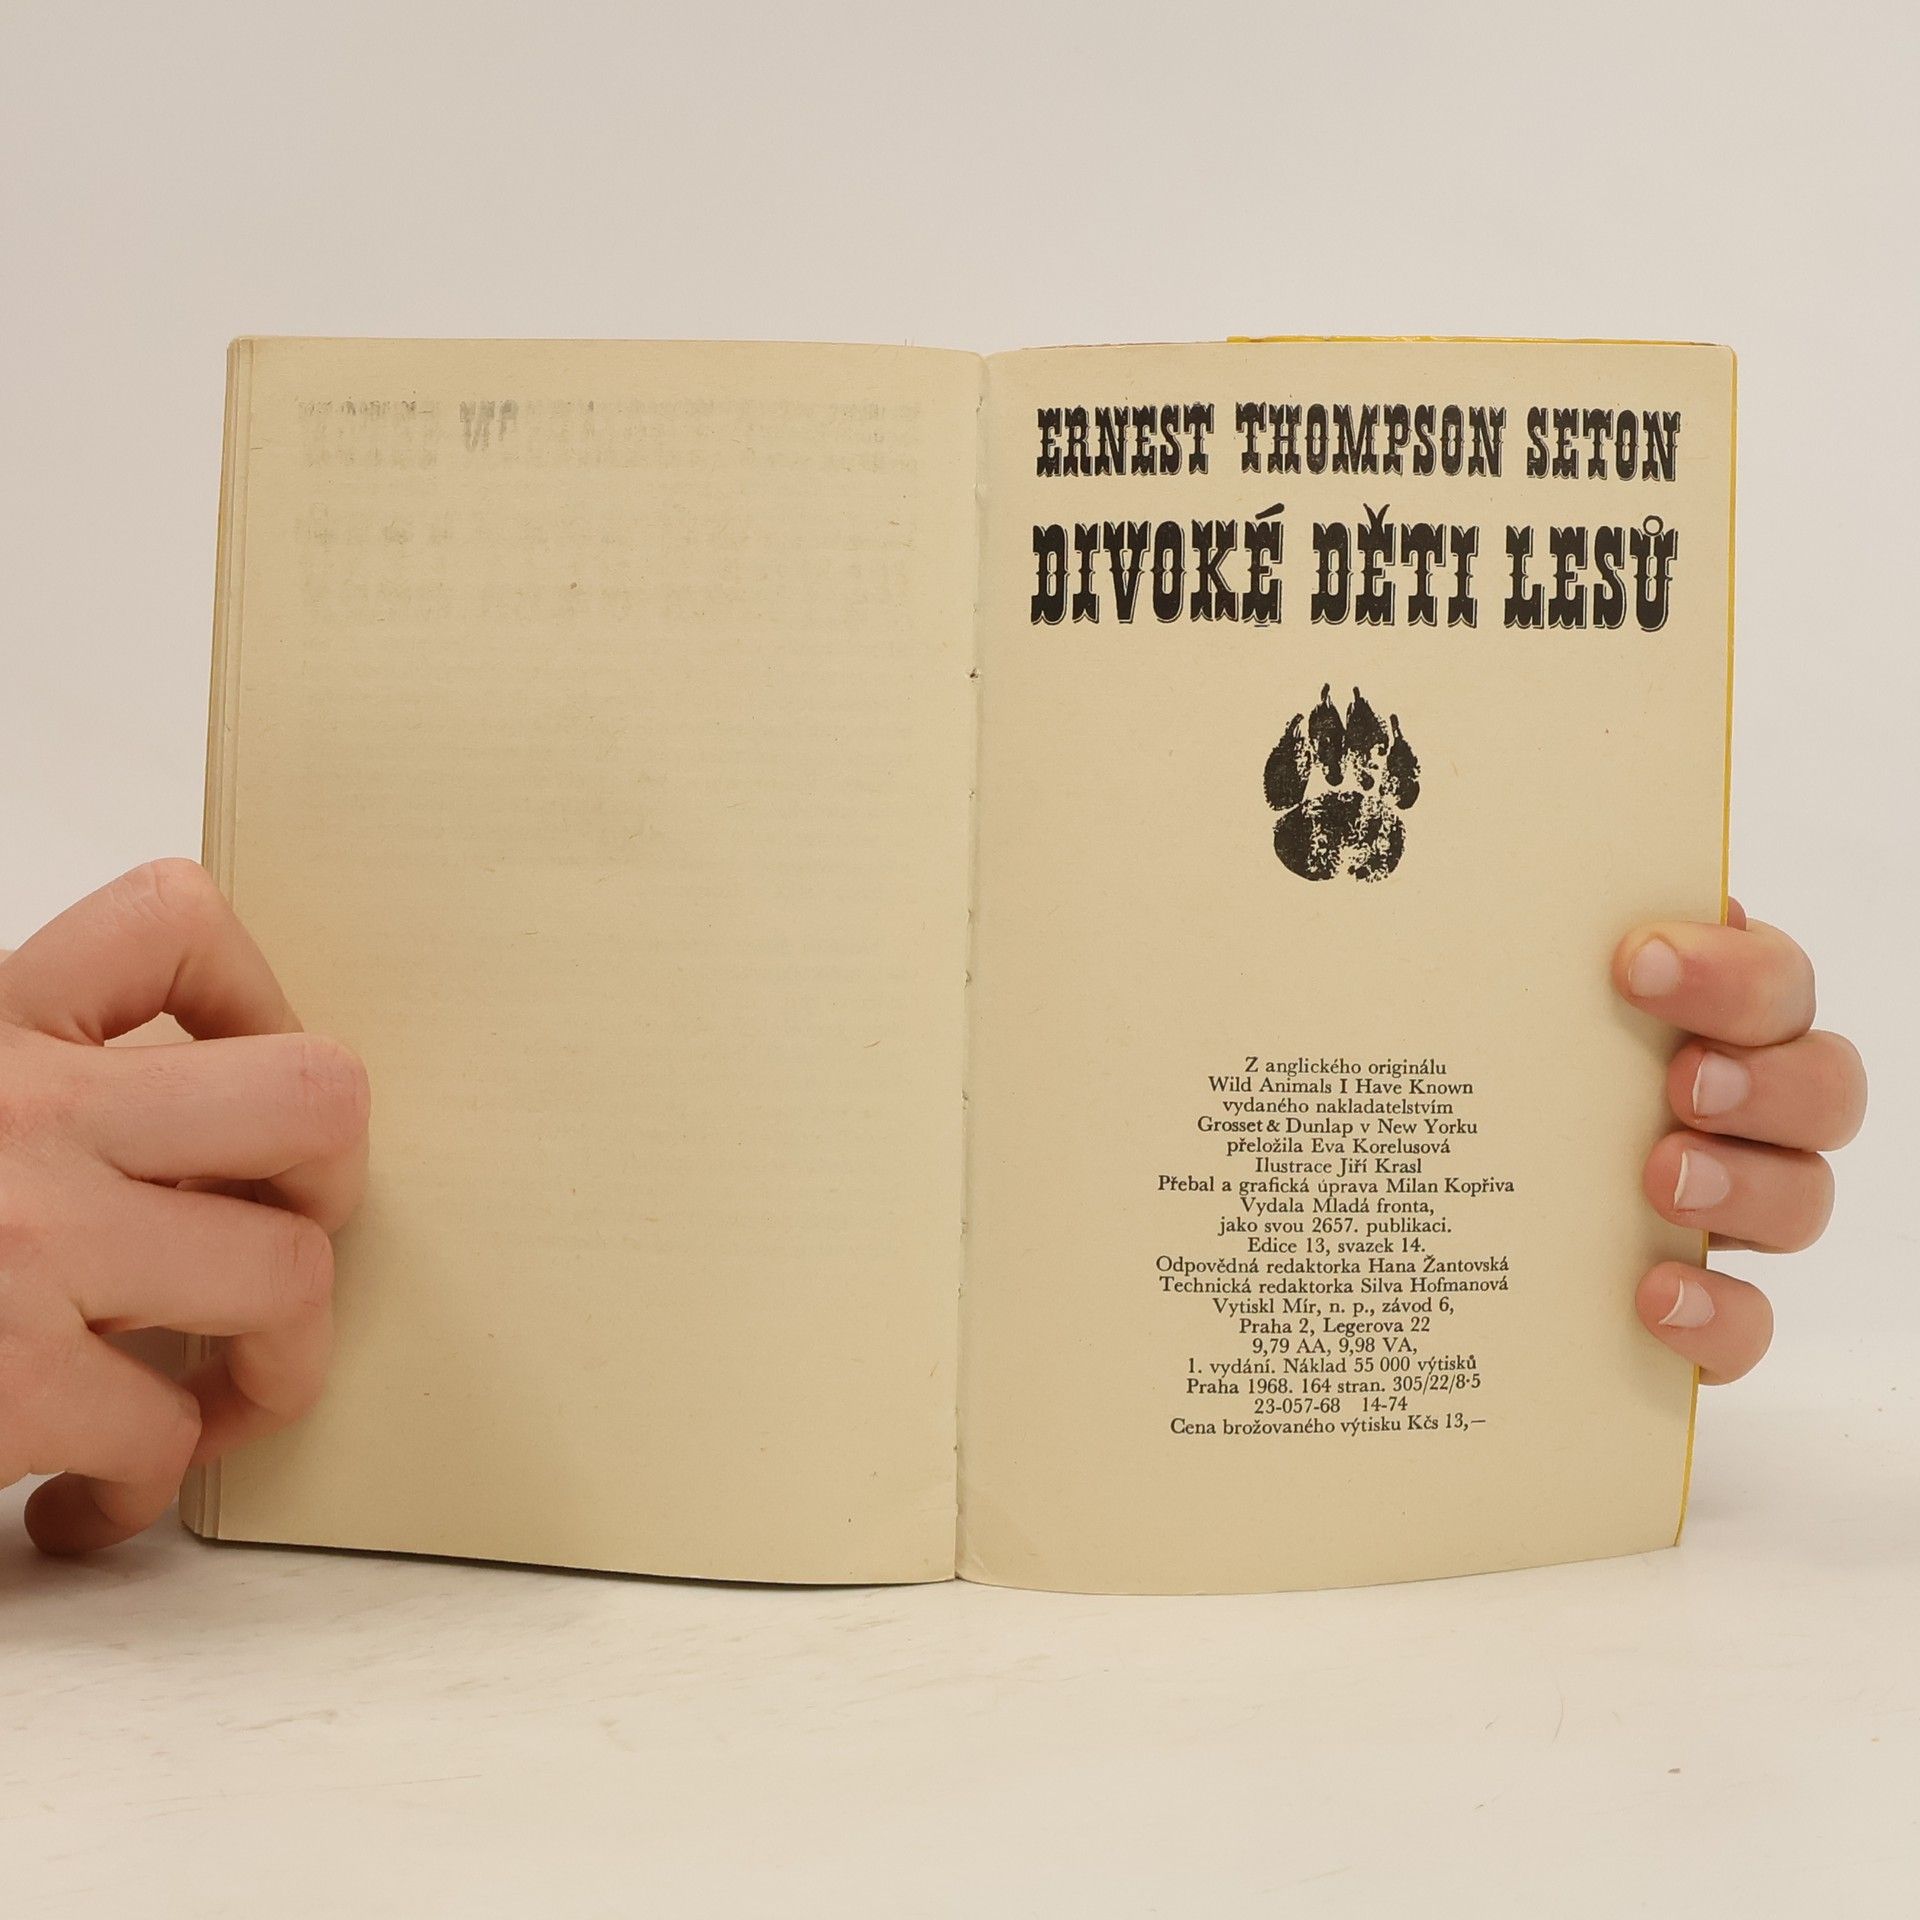 ERNEST THOMPSON SETON
DIVOKÉ DĚTI LESŮ
Z anglického originálu
Wild Animals I Have Known
vydaného nakladatelstvím
Grosset & Dunlap v New Yorku
přeložila Eva Korelusová
Ilustrace Jiří Krasl
Přebal a grafická úprava Milan Kopřiva
Vydala Mladá fronta,
jako svou 2657. publikaci.
Edice 13, svazek 14.
Odpovědná redaktorka Hana Žantovská
Technická redaktorka Silva Hofmanová
Vytiskl Mír, n. p., závod 6,
Praha 2, Legerova 22
9,79 AA, 9,98 VA,
1. vydání. Náklad 55 000 výtisků
Praha 1968. 164 stran. 305/22/8·5
23-057-68 14-74
Cena brožovaného výtisku Kčs 13,—